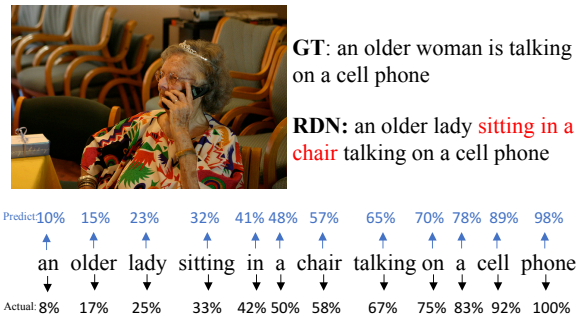 GT: an older woman is talking
on a cell phone
RDN: an older lady sitting in a
chair talking on a cell phone
Predict: 10% 15% 23% 32% 41% 48% 57% 65% 70% 78% 89% 98%
an older lady sitting in a chair talking on a cell phone
Actual: 8% 17% 25% 33% 42% 50% 58% 67% 75% 83% 92% 100%